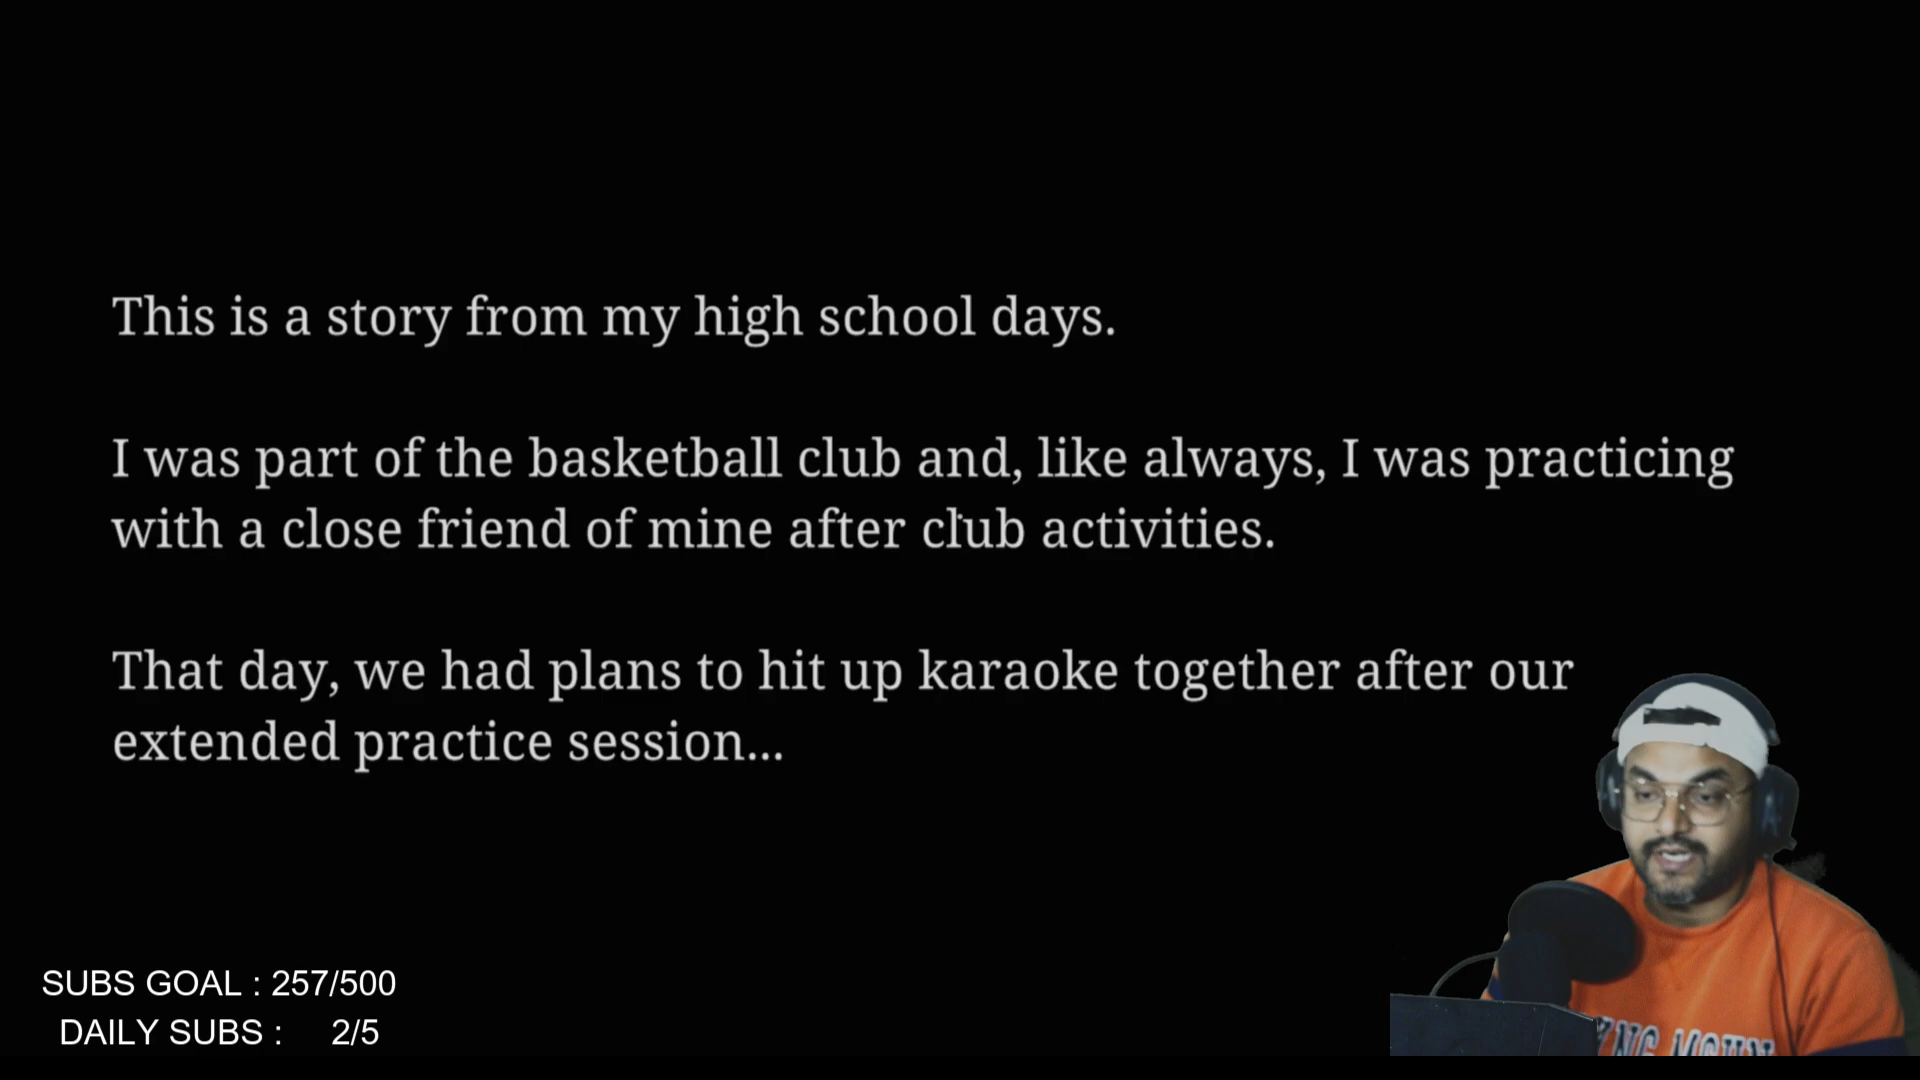 This is a story from my high school days.
I was part of the basketball club and, like always, I was practicing
with a close friend of mine after club activities.
That day, we had plans to hit up karaoke together after our
extended practice session...
SUBS GOAL : 257/500
DAILY SUBS : 2/5